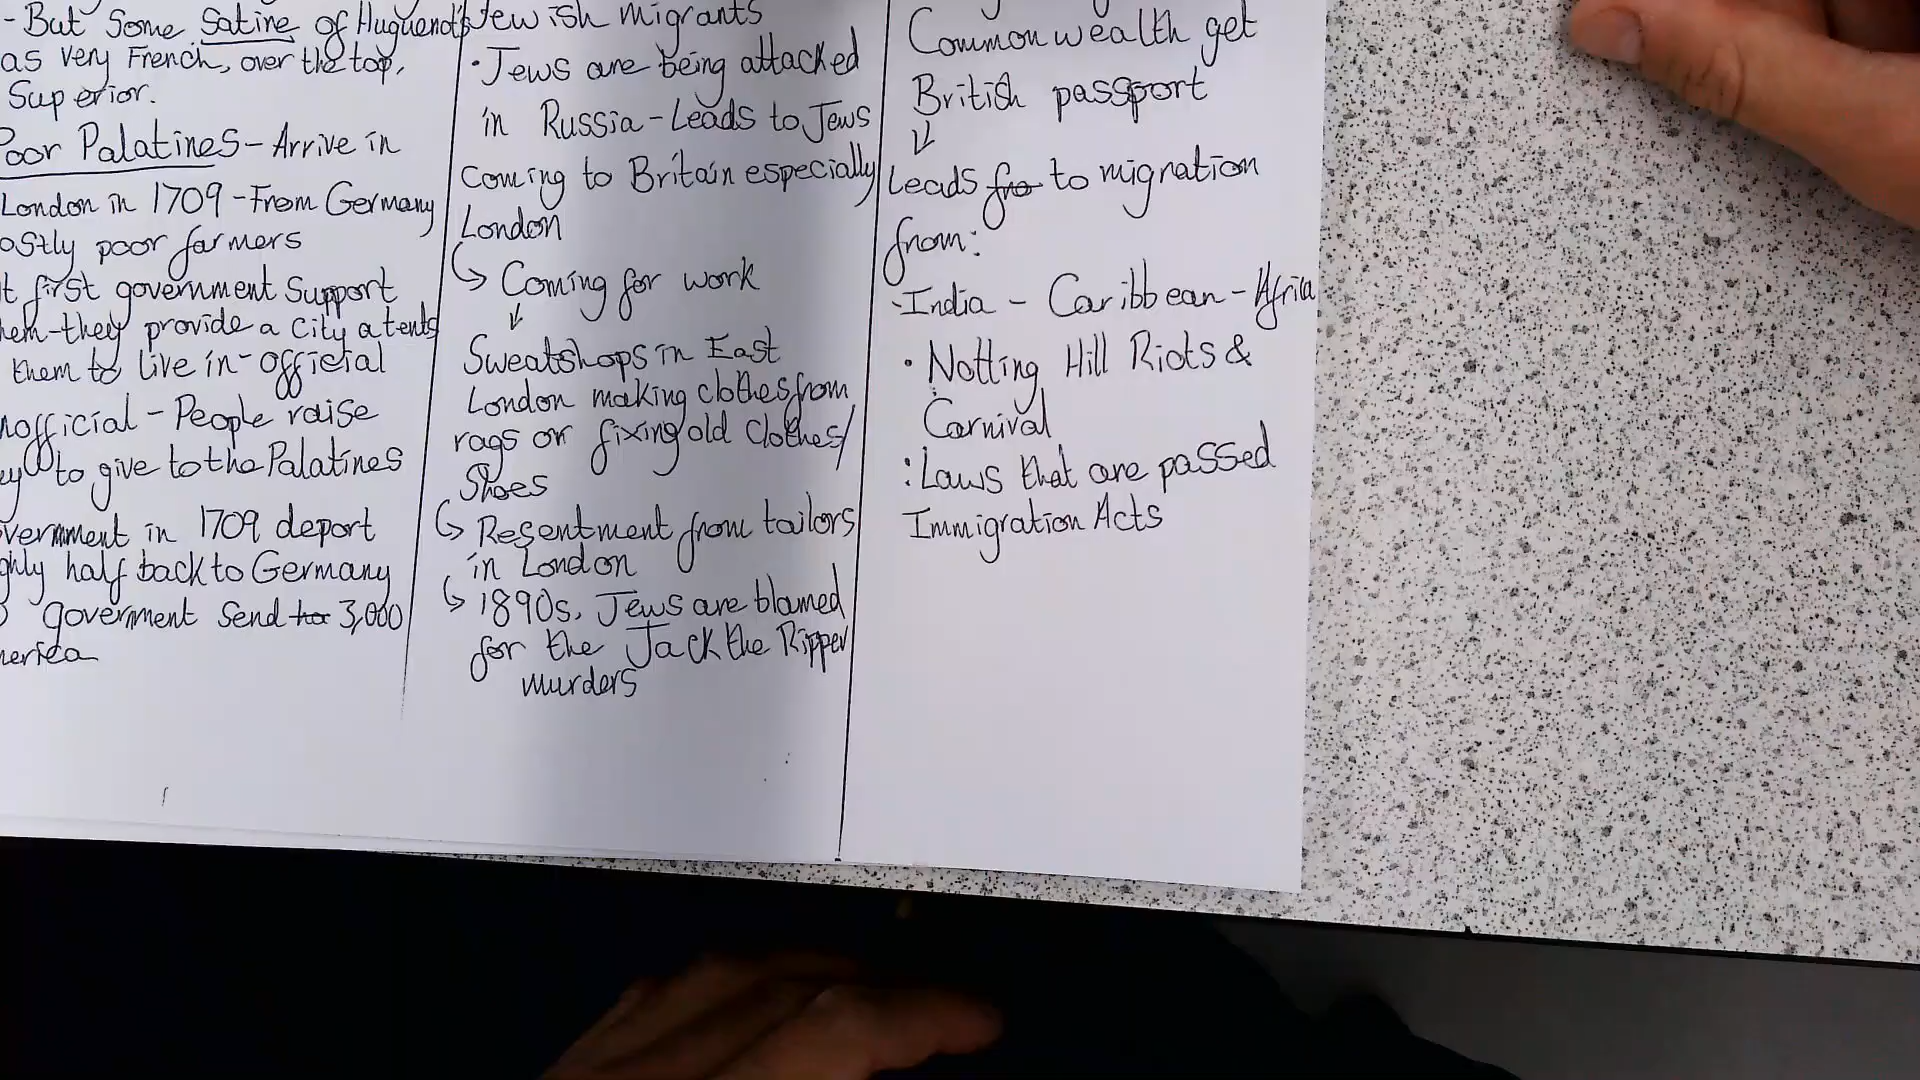 - But Some Satire of Huguenots
as very French, over the top,
Superior.
Poor Palatines - Arrive in
London in 1709 - From Germany
ostly poor farmers
t first government Support
hem - they provide a City a tents
them to live in - official
nofficial - People raise
ey to give to the Palatines
vernment in 1709 deport
ghly half back to Germany
government send 3,000
merica
Jewish migrants
· Jews are being attacked
in Russia - Leads to Jews
Coming to Britain especially
London
↳ Coming for work
↓
Sweatshops in East
London making clothes from
rags or fixing old Clothes/
Shoes
↳ Resentment from tailors
in London
↳ 1890s, Jews are blamed
for the Jack the Ripper
murders
Commonwealth get
British passport
↓
Leads to migration
from:
- India - Caribbean - Africa
· Notting Hill Riots &
Carnival
: Laws that are passed
Immigration Acts